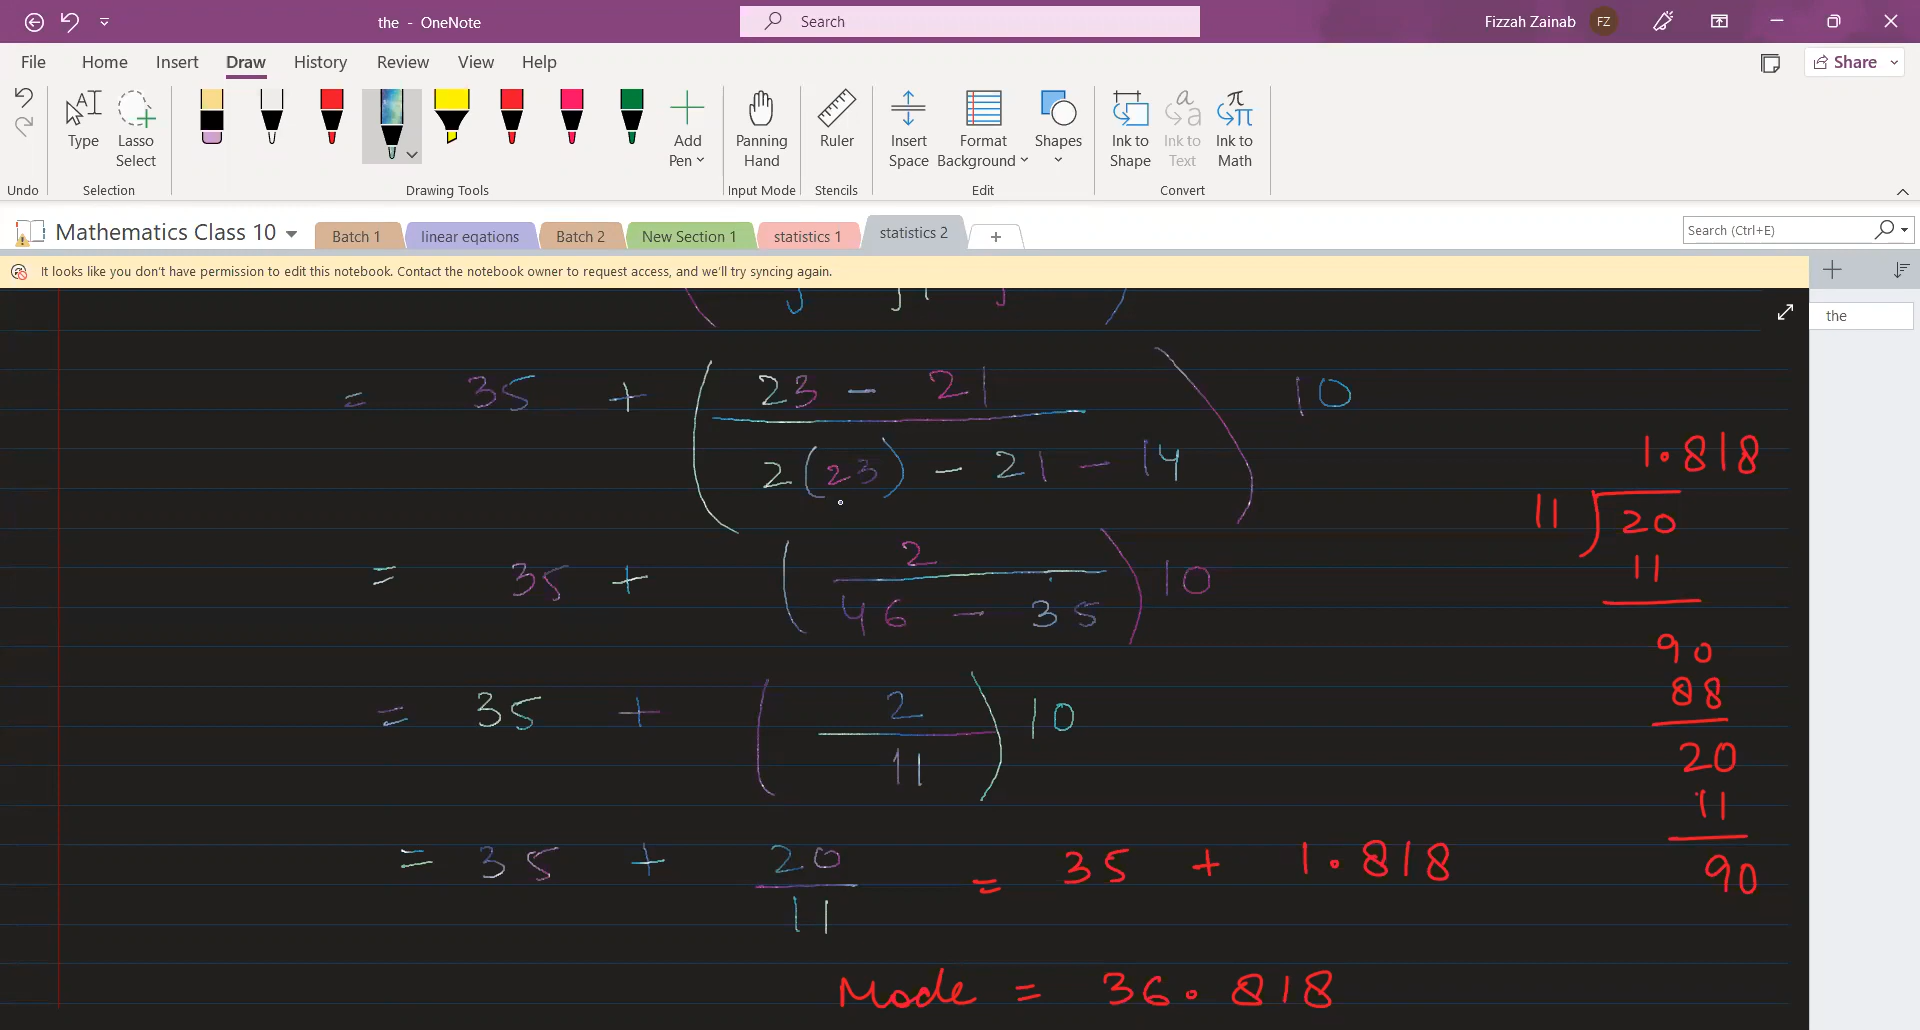 the - OneNote
Search
Fizzah Zainab FZ
File Home Insert Draw History Review View Help
Share
Type
Lasso Select
Add Pen
Panning Hand
Ruler
Insert Space
Format Background
Shapes
Ink to Shape
Ink to Text
Ink to Math
Undo Selection Drawing Tools Input Mode Stencils Edit Convert
Mathematics Class 10 Batch 1 linear eqations Batch 2 New Section 1 statistics 1 statistics 2
Search (Ctrl+E)
It looks like you don't have permission to edit this notebook. Contact the notebook owner to request access, and we'll try syncing again.
the
= 35 + ( 23 - 21
2(23) - 21 - 14 ) 10
= 35 + ( 2
46 - 35 ) 10
= 35 + ( 2
11 ) 10
= 35 + 20
11 = 35 + 1.818
Mode = 36.818
1.818
11 ) 20
11
90
88
20
11
90